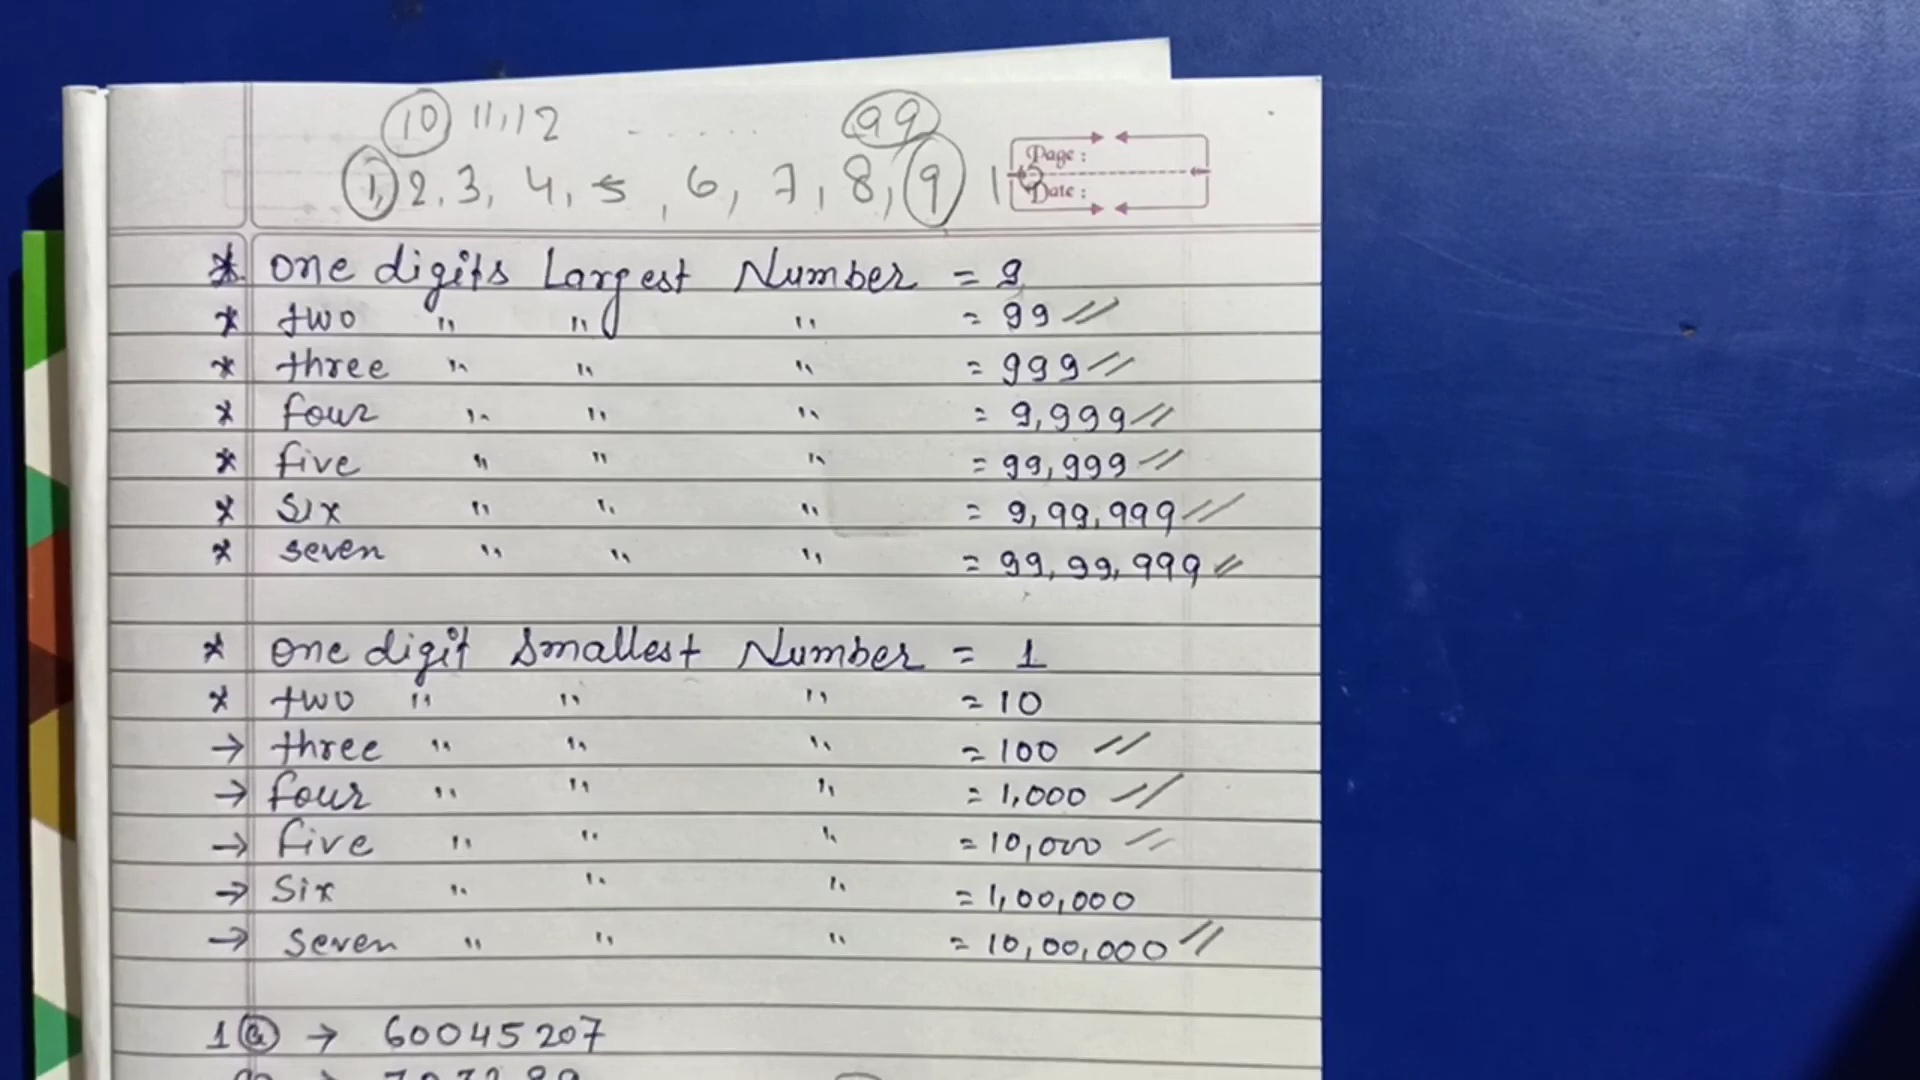 10 11,12 ....... 99
1, 2, 3, 4, 5, 6, 7, 8, 9 10
Page :
Date :
* one digits Largest Number = 9
* two " " " = 99 //
* three " " " = 999 //
* four " " " = 9,999 //
* five " " " = 99,999 //
* six " " " = 9,99,999 //
* seven " " " = 99,99,999 //
* one digit smallest Number = 1
* two " " " = 10
→ three " " " = 100 //
→ four " " " = 1,000 //
→ five " " " = 10,000 //
→ Six " " " = 1,00,000
→ seven " " " = 10,00,000 //
1 (a) → 60045207